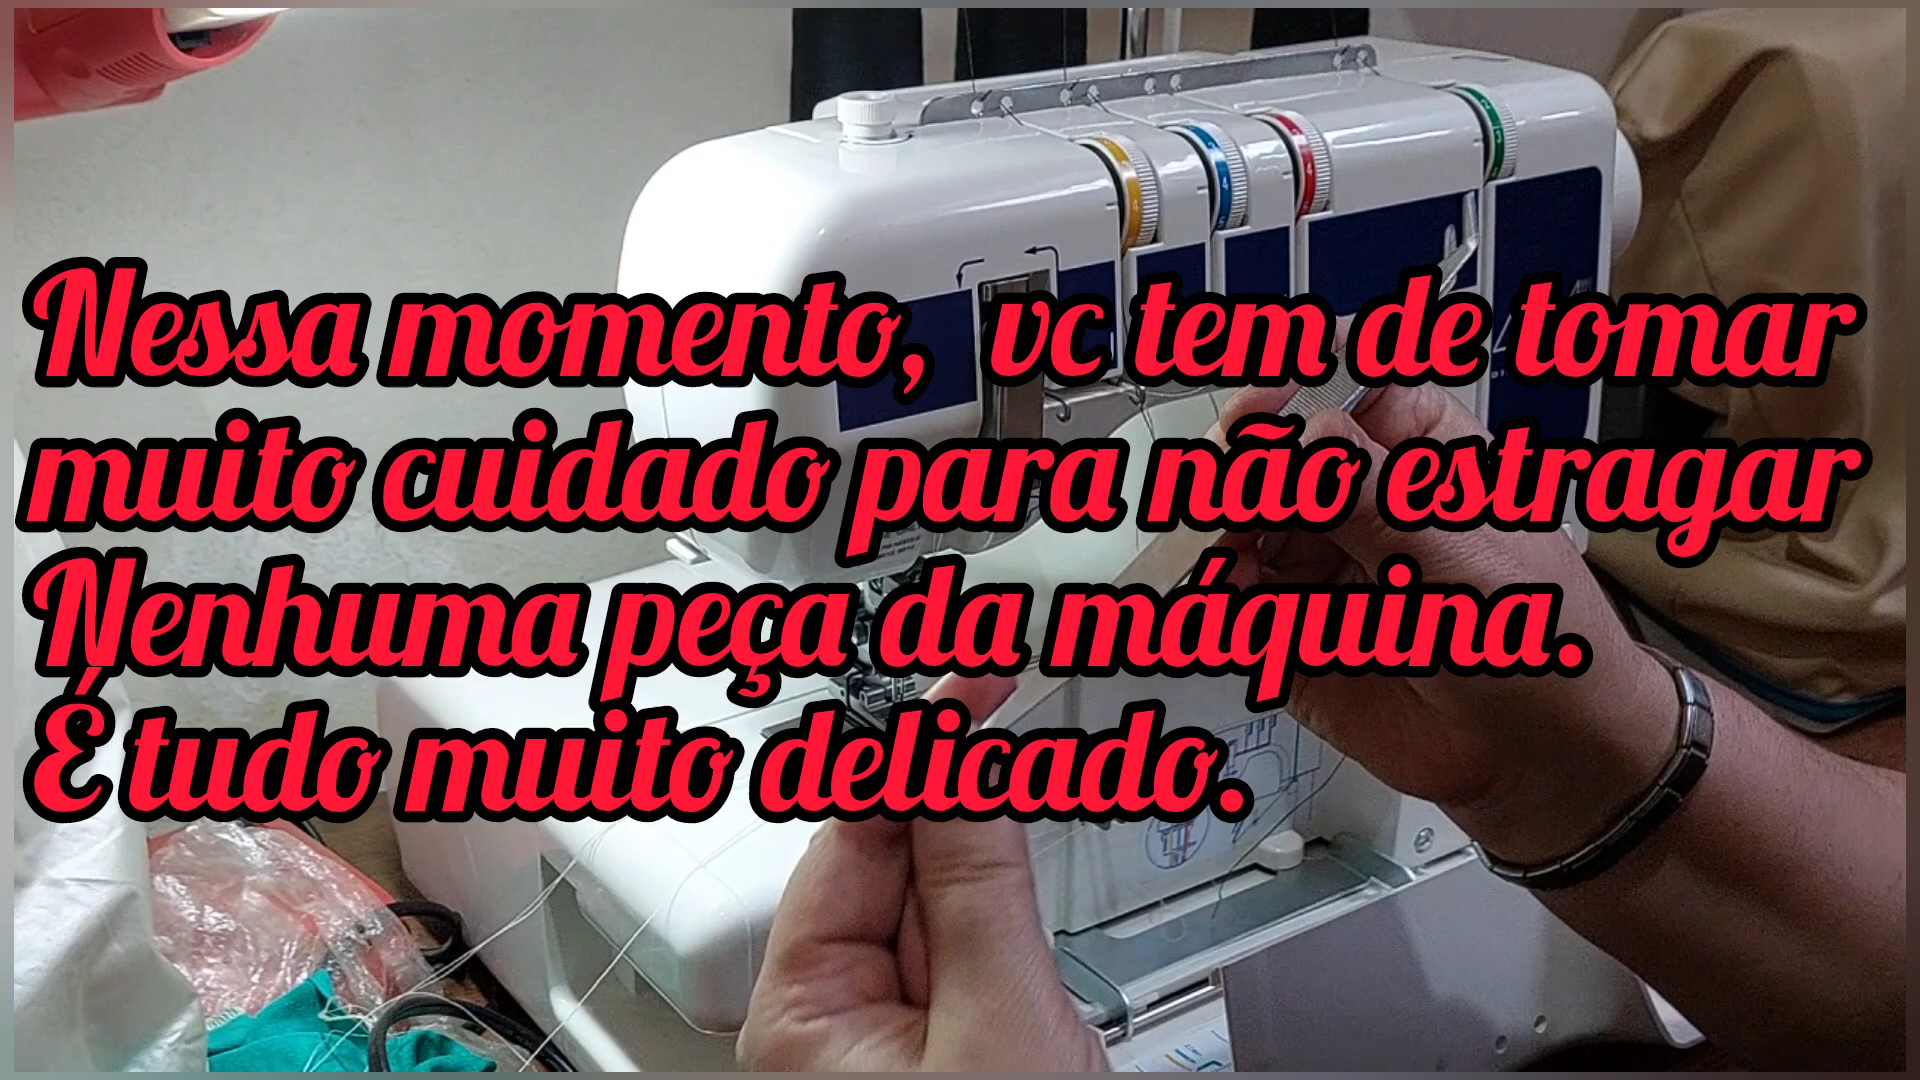 Nessa momento, vc tem de tomar
muito cuidado para não estragar
Nenhuma peça da máquina.
É tudo muito delicado.